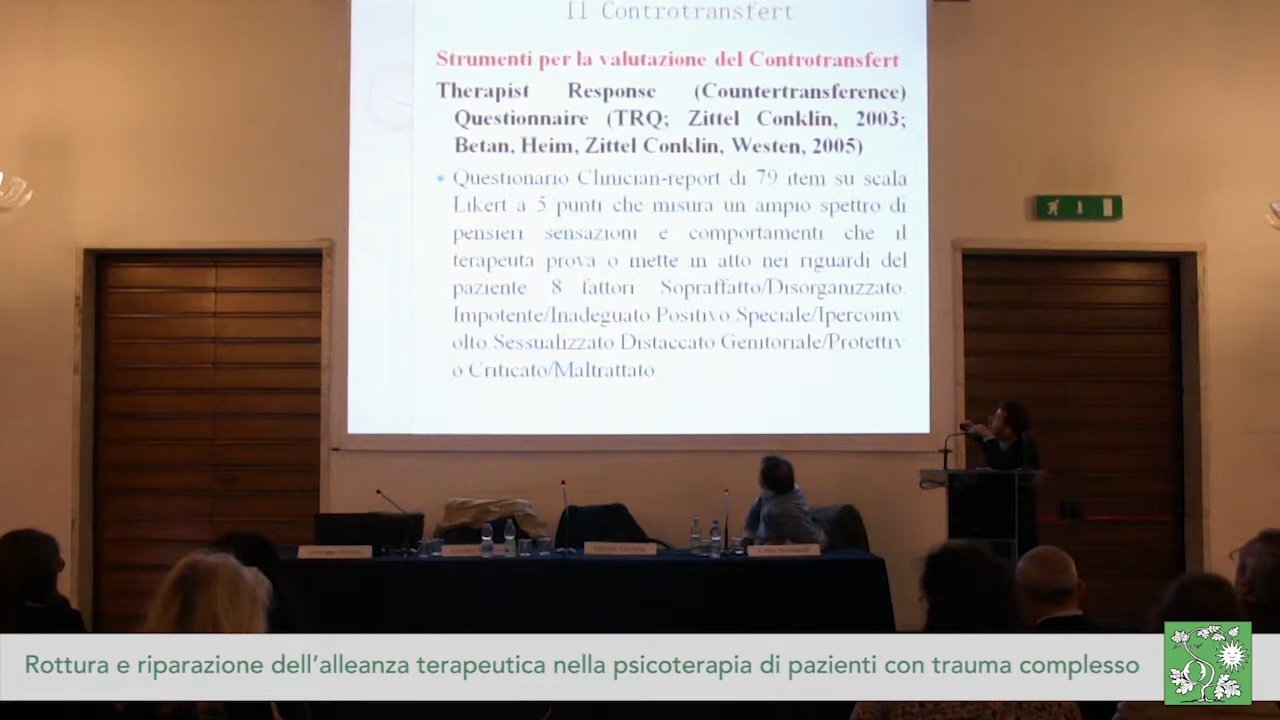 Il Controtransfert
Strumenti per la valutazione del Controtransfert
Therapist Response (Countertransference)
Questionnaire (TRQ; Zittel Conklin, 2003;
Betan, Heim, Zittel Conklin, Westen, 2005)
• Questionario Clinician-report di 79 item su scala
Likert a 5 punti che misura un ampio spettro di
pensieri sensazioni e comportamenti che il
terapeuta prova o mette in atto nei riguardi del
paziente 8 fattori Sopraffatto/Disorganizzato.
Impotente/Inadeguato.Positivo Speciale/Ipercoinv
olto.Sessualizzato.Distaccato Genitoriale/Protettiv
o Criticato/Maltrattato
Rottura e riparazione dell'alleanza terapeutica nella psicoterapia di pazienti con trauma complesso